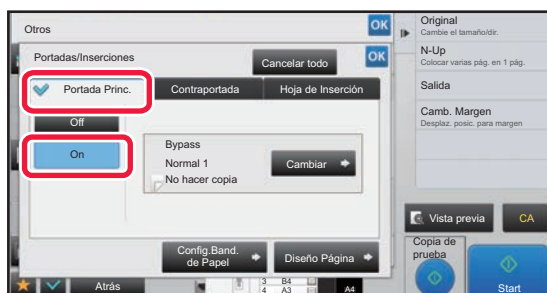 Otros
OK
Portadas/Inserciones
Cancelar todo
OK
Portada Princ.
Contraportada
Hoja de Inserción
Off
On
Bypass
Normal 1
No hacer copia
Cambiar
Config.Band.
de Papel
Diseño Página
Atrás
3 B4
4 A3
A4
Original
Cambie el tamaño/dir.
N-Up
Colocar varias pág. en 1 pág.
Salida
Camb. Margen
Desplaz. posic. para margen
Vista previa
CA
Copia de
prueba
Start